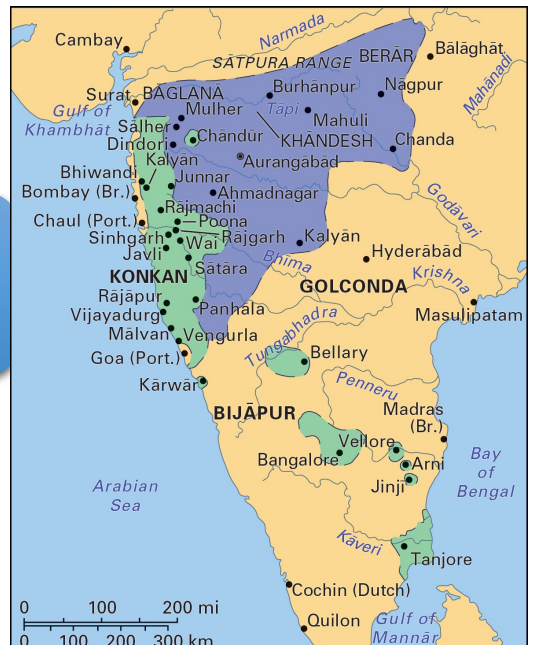 Cambay
Narmada
SĀTPURA RANGE
BERĀR
Bālāghāt
Mahānadi
Surat
BĀGLANA
Burhānpur
Nāgpur
Gulf of
Khambhāt
Mulher
Tāpi
Mahuli
Sālher
Chāndūr
KHĀNDESH
Dindori
Chanda
Kalyān
Aurangābād
Bhiwandi
Junnar
Bombay (Br.)
Ahmadnagar
Godāvari
Rājmachi
Chaul (Port.)
Poona
Sinhgarh
Rājgarh
Kalyān
Wai
Javli
Bhima
Hyderābād
Sātāra
KONKAN
GOLCONDA
Krishna
Rājāpur
Panhāla
Masulipatam
Vijayadurg
Tungabhadra
Mālvan
Vengurla
Goa (Port.)
Bellary
Kārwār
Penneru
BIJĀPUR
Madras
(Br.)
Vellore
Bay
of
Bengal
Bangalore
Arni
Jinji
Arabian
Sea
Kāveri
Tanjore
Cochin (Dutch)
0 100 200 mi
Quilon
Gulf of
Mannār
0 100 200 300 km